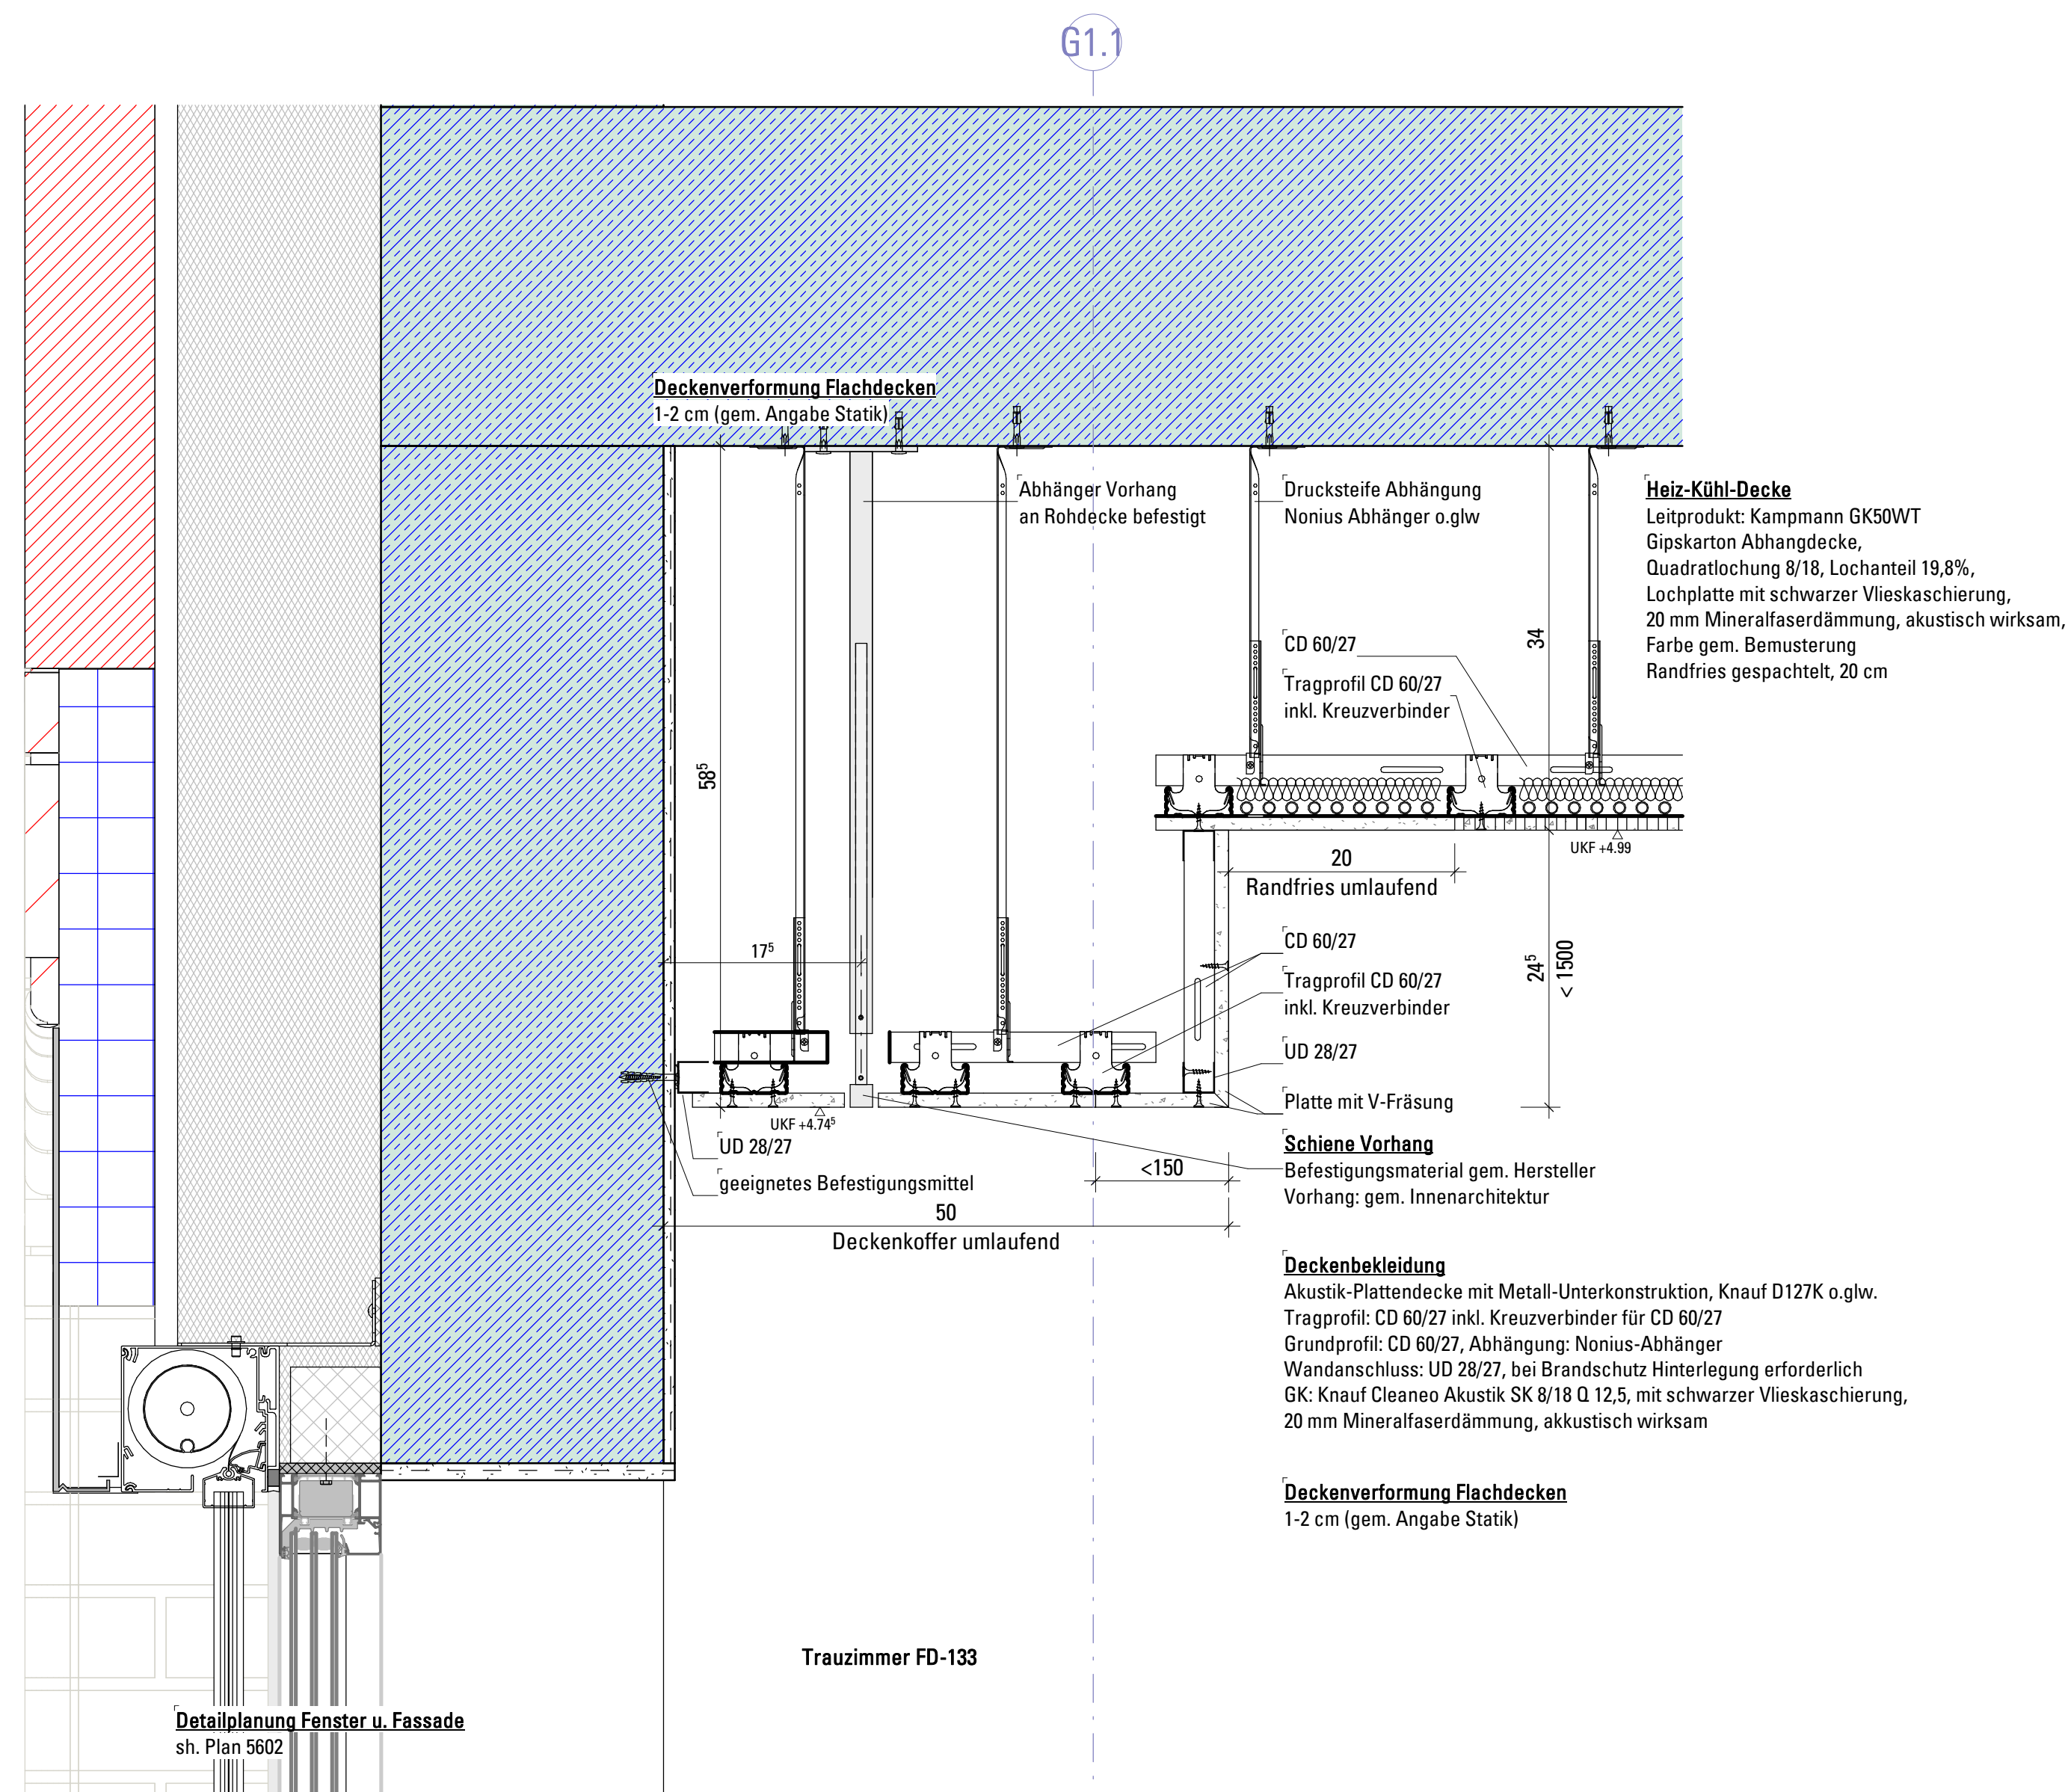 G1.1
Deckenverformung Flachdecken
1-2 cm (gem. Angabe Statik)
Abhänger Vorhang
an Rohdecke befestigt
Drucksteife Abhängung
Nonius Abhänger o.glw
Heiz-Kühl-Decke
Leitprodukt: Kampmann GK50WT
Gipskarton Abhangdecke,
Quadratlochung 8/18, Lochanteil 19,8%,
Lochplatte mit schwarzer Vlieskaschierung,
20 mm Mineralfaserdämmung, akustisch wirksam,
Farbe gem. Bemusterung
Randfries gespachtelt, 20 cm
34
CD 60/27
Tragprofil CD 60/27
inkl. Kreuzverbinder
58⁵
UKF +4.99
20
Randfries umlaufend
17⁵
CD 60/27
Tragprofil CD 60/27
inkl. Kreuzverbinder
24⁵
< 1500
UD 28/27
Platte mit V-Fräsung
UKF +4.74⁵
UD 28/27
geeignetes Befestigungsmittel
<150
Schiene Vorhang
Befestigungsmaterial gem. Hersteller
Vorhang: gem. Innenarchitektur
50
Deckenkoffer umlaufend
Deckenbekleidung
Akustik-Plattendecke mit Metall-Unterkonstruktion, Knauf D127K o.glw.
Tragprofil: CD 60/27 inkl. Kreuzverbinder für CD 60/27
Grundprofil: CD 60/27, Abhängung: Nonius-Abhänger
Wandanschluss: UD 28/27, bei Brandschutz Hinterlegung erforderlich
GK: Knauf Cleaneo Akustik SK 8/18 Q 12,5, mit schwarzer Vlieskaschierung,
20 mm Mineralfaserdämmung, akkustisch wirksam
Deckenverformung Flachdecken
1-2 cm (gem. Angabe Statik)
Trauzimmer FD-133
Detailplanung Fenster u. Fassade
sh. Plan 5602